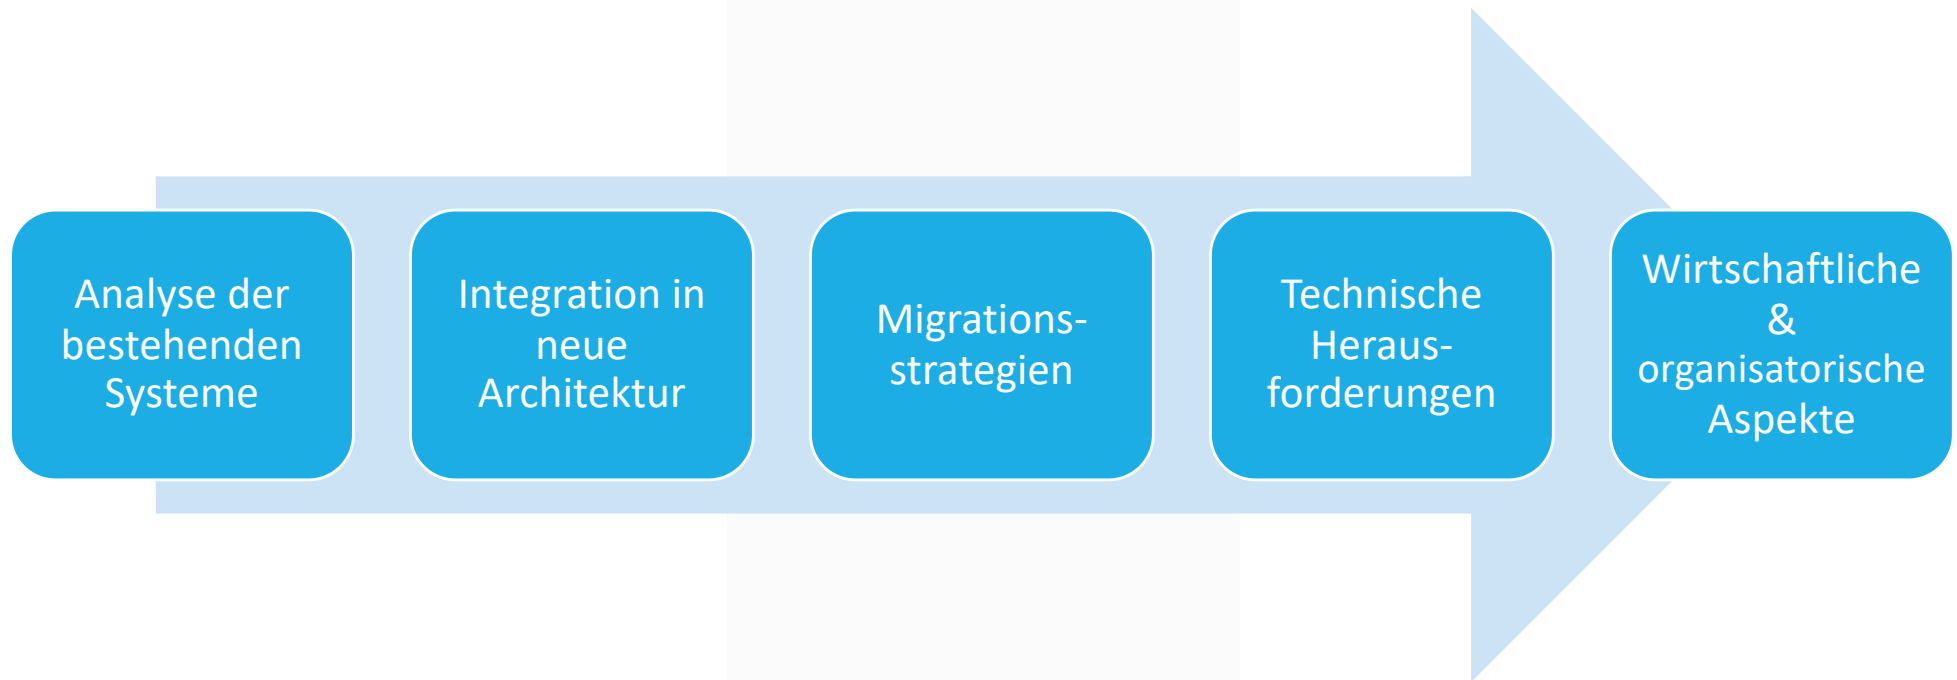 Analyse der
bestehenden
Systeme
Integration in
neue
Architektur
Migrations-
strategien
Technische
Heraus-
forderungen
Wirtschaftliche
&
organisatorische
Aspekte